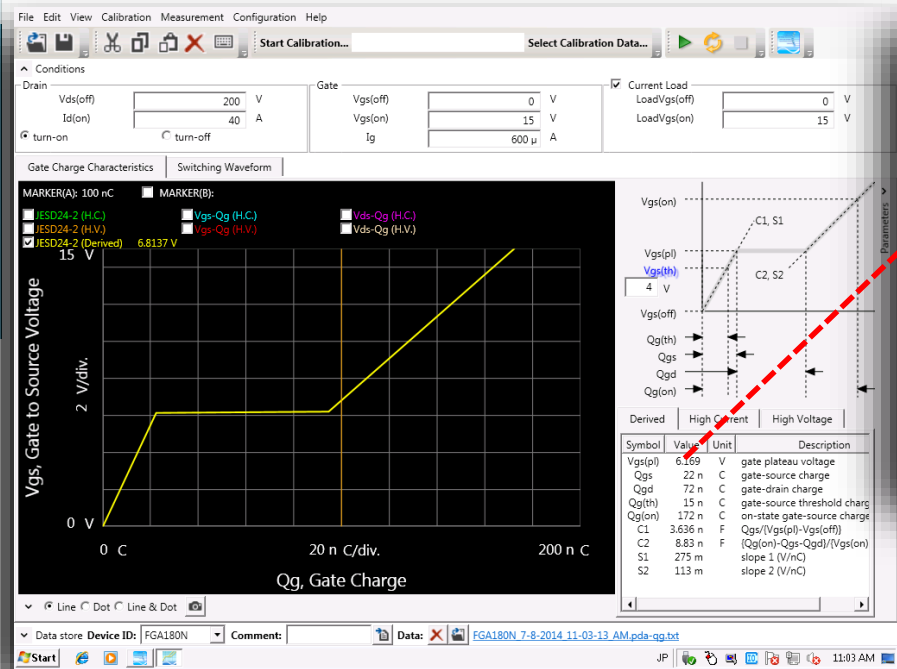 File Edit View Calibration Measurement Configuration Help
Start Calibration... Select Calibration Data...
Conditions
Drain Gate Current Load
Vds(off) 200 V Vgs(off) 0 V LoadVgs(off) 0 V
Id(on) 40 A Vgs(on) 15 V LoadVgs(on) 15 V
turn-on turn-off Ig 600 μ A
Gate Charge Characteristics Switching Waveform
MARKER(A): 100 nC MARKER(B):
JESD24-2 (H.C.) Vgs-Qg (H.C.) Vds-Qg (H.C.)
JESD24-2 (H.V.) Vgs-Qg (H.V.) Vds-Qg (H.V.)
JESD24-2 (Derived) 6.8137 V
15 V
Vgs, Gate to Source Voltage
2 V/div.
0 V
0 C 20 n C/div. 200 n C
Qg, Gate Charge
Line Dot Line & Dot
Parameters
Vgs(on)
C1, S1
Vgs(pl)
Vgs(th)
C2, S2
4 V
Vgs(off)
Qg(th)
Qgs
Qgd
Qg(on)
Derived High Current High Voltage
Symbol Value Unit Description
Vgs(pl) 6.169 V gate plateau voltage
Qgs 22 n C gate-source charge
Qgd 72 n C gate-drain charge
Qg(th) 15 n C gate-source threshold charg
Qg(on) 172 n C on-state gate-source charge
C1 3.636 n F Qgs/{Vgs(pl)-Vgs(off)}
C2 8.83 n F {Qg(on)-Qgs-Qgd}/{Vgs(on)
S1 275 m slope 1 (V/nC)
S2 113 m slope 2 (V/nC)
Data store Device ID: FGA180N Comment: Data: FGA180N_7-8-2014_11-03-13_AM.pda-qg.txt
Start JP 11:03 AM